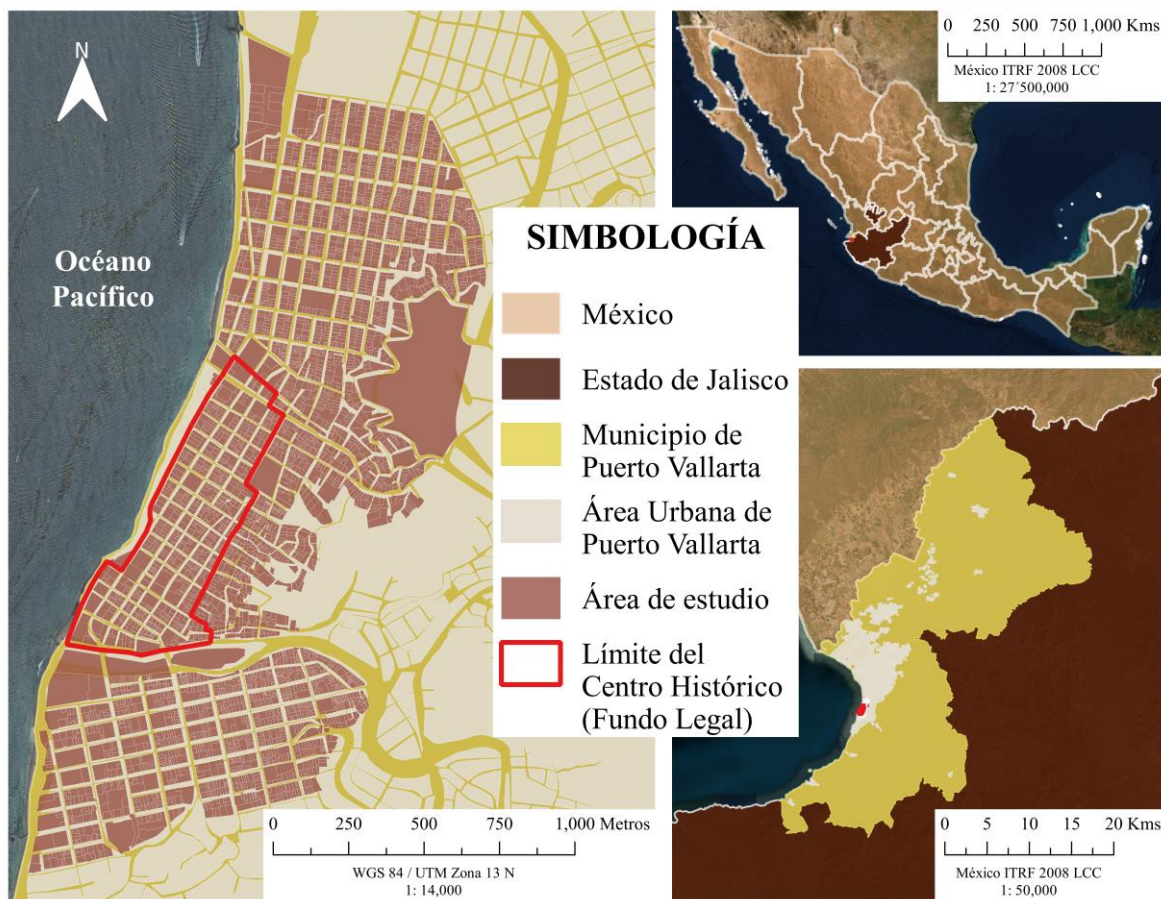 N
Océano
Pacífico
0 250 500 750 1,000 Metros
WGS 84 / UTM Zona 13 N
1: 14,000
SIMBOLOGÍA
México
Estado de Jalisco
Municipio de
Puerto Vallarta
Área Urbana de
Puerto Vallarta
Área de estudio
Límite del
Centro Histórico
(Fundo Legal)
0 250 500 750 1,000 Kms
México ITRF 2008 LCC
1: 27´500,000
0 5 10 15 20 Kms
México ITRF 2008 LCC
1: 50,000